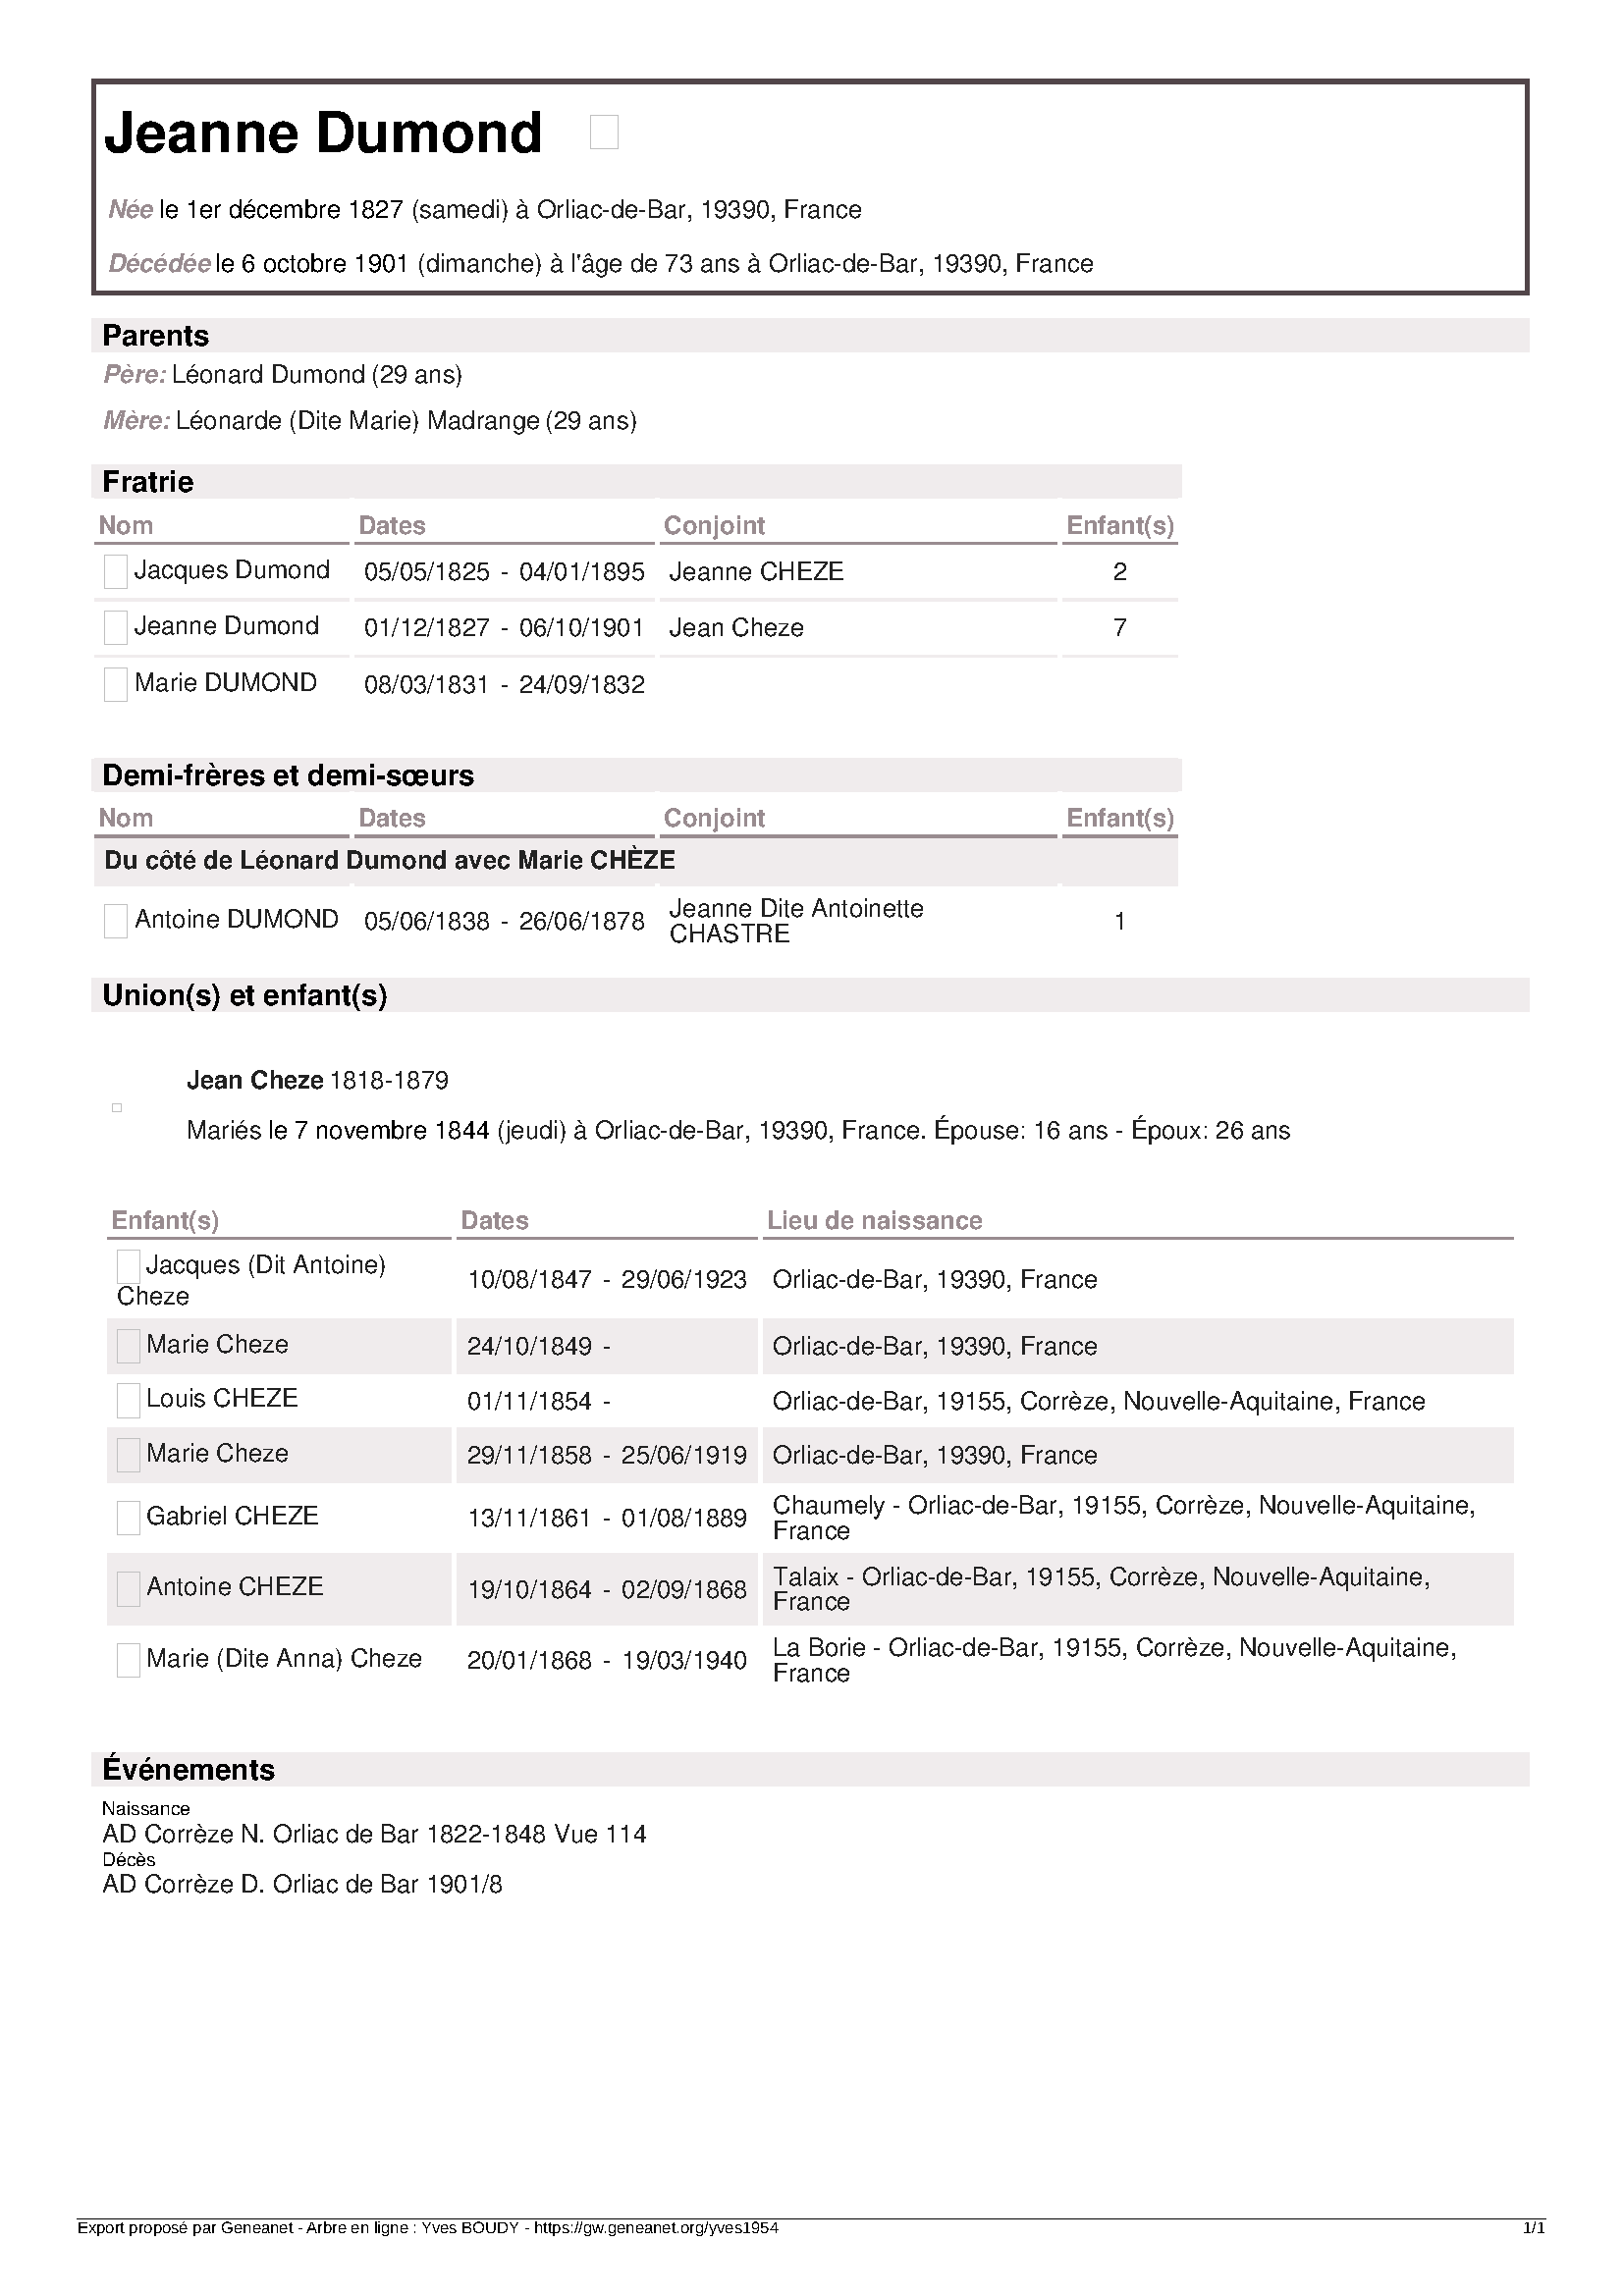 Jeanne Dumond
Née le 1er décembre 1827 (samedi) à Orliac-de-Bar, 19390, France
Décédée le 6 octobre 1901 (dimanche) à l'âge de 73 ans à Orliac-de-Bar, 19390, France
Parents
Père: Léonard Dumond (29 ans)
Mère: Léonarde (Dite Marie) Madrange (29 ans)
Fratrie
Nom Dates Conjoint Enfant(s)
Jacques Dumond 05/05/1825 - 04/01/1895 Jeanne CHEZE 2
Jeanne Dumond 01/12/1827 - 06/10/1901 Jean Cheze 7
Marie DUMOND 08/03/1831 - 24/09/1832
Demi-frères et demi-sœurs
Nom Dates Conjoint Enfant(s)
Du côté de Léonard Dumond avec Marie CHÈZE
Antoine DUMOND 05/06/1838 - 26/06/1878 Jeanne Dite Antoinette
CHASTRE 1
Union(s) et enfant(s)
Jean Cheze 1818-1879
Mariés le 7 novembre 1844 (jeudi) à Orliac-de-Bar, 19390, France. Épouse: 16 ans - Époux: 26 ans
Enfant(s) Dates Lieu de naissance
Jacques (Dit Antoine)
Cheze 10/08/1847 - 29/06/1923 Orliac-de-Bar, 19390, France
Marie Cheze 24/10/1849 - Orliac-de-Bar, 19390, France
Louis CHEZE 01/11/1854 - Orliac-de-Bar, 19155, Corrèze, Nouvelle-Aquitaine, France
Marie Cheze 29/11/1858 - 25/06/1919 Orliac-de-Bar, 19390, France
Gabriel CHEZE 13/11/1861 - 01/08/1889 Chaumely - Orliac-de-Bar, 19155, Corrèze, Nouvelle-Aquitaine,
France
Antoine CHEZE 19/10/1864 - 02/09/1868 Talaix - Orliac-de-Bar, 19155, Corrèze, Nouvelle-Aquitaine,
France
Marie (Dite Anna) Cheze 20/01/1868 - 19/03/1940 La Borie - Orliac-de-Bar, 19155, Corrèze, Nouvelle-Aquitaine,
France
Événements
Naissance
AD Corrèze N. Orliac de Bar 1822-1848 Vue 114
Décès
AD Corrèze D. Orliac de Bar 1901/8
Export proposé par Geneanet - Arbre en ligne : Yves BOUDY - https://gw.geneanet.org/yves1954 1/1